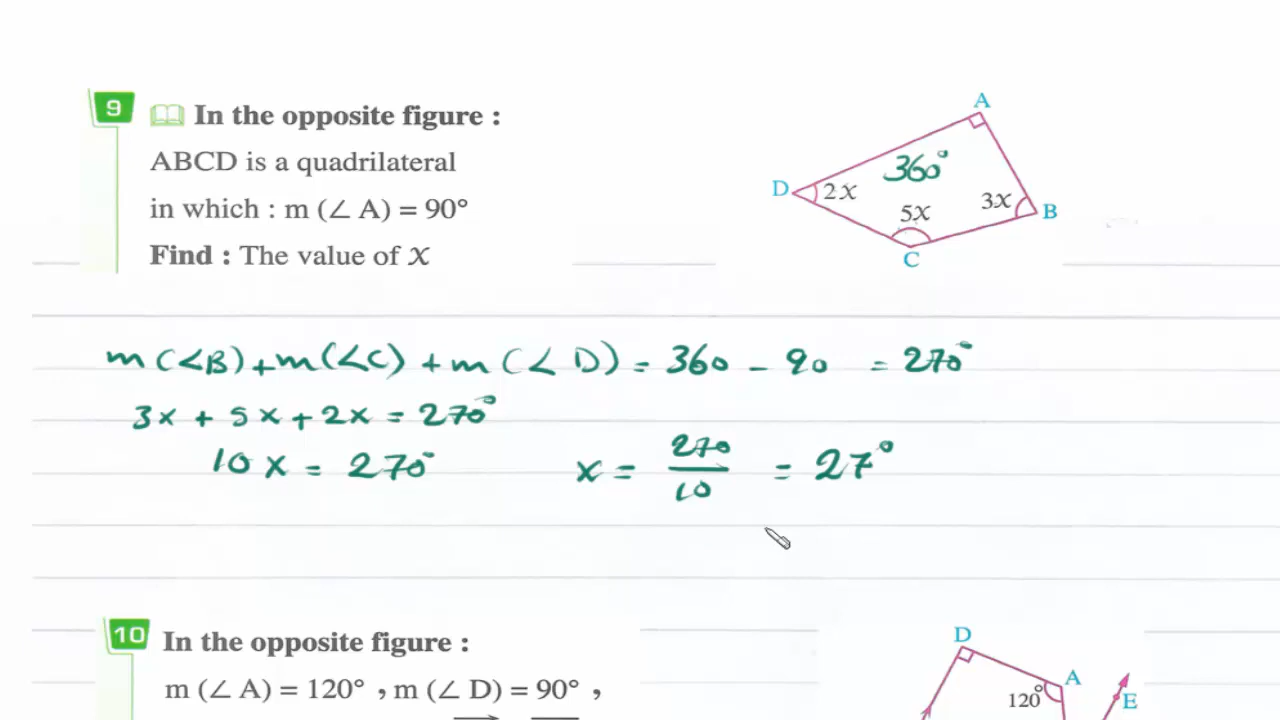 9 In the opposite figure :
ABCD is a quadrilateral
in which : m (∠ A) = 90°
Find : The value of x
A
D
2x
360°
5x
3x
B
C
m (∠B) + m (∠C) + m (∠ D) = 360 - 90 = 270°
3x + 5x + 2x = 270°
10 x = 270° x = 270/10 = 27°
10 In the opposite figure :
m (∠ A) = 120° , m (∠ D) = 90° ,
D
A
120°
E